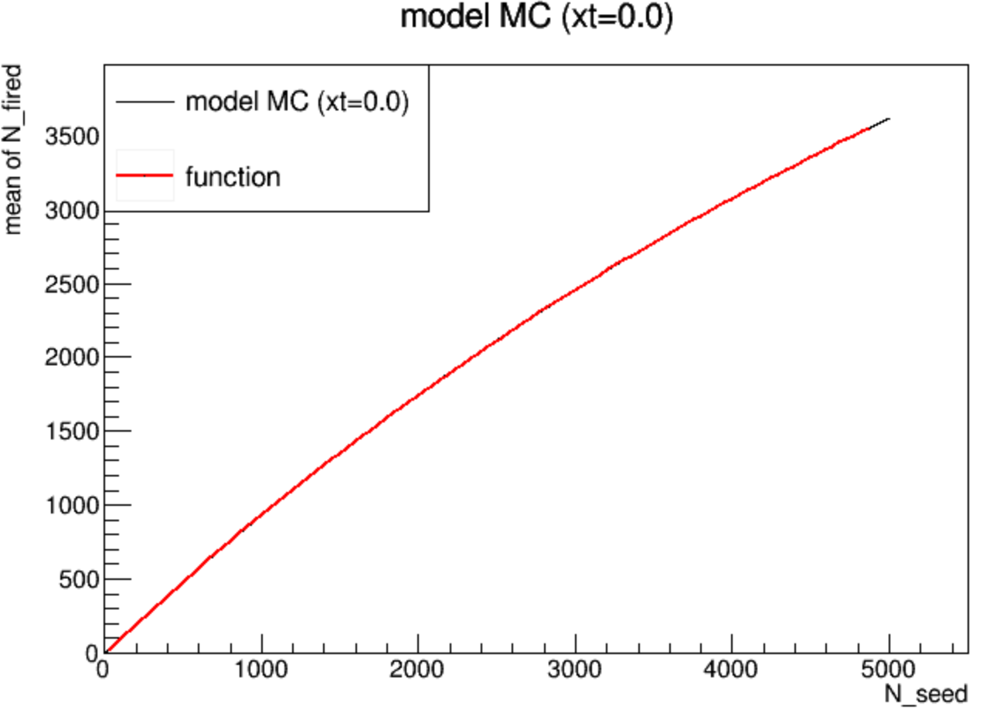 model MC (xt=0.0)
mean of N_fired
model MC (xt=0.0)
function
3500
3000
2500
2000
1500
1000
500
0
0 1000 2000 3000 4000 5000
N_seed